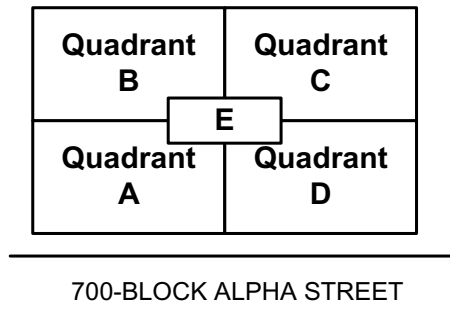 Quadrant
B
Quadrant
C
E
Quadrant
A
Quadrant
D
700-BLOCK ALPHA STREET